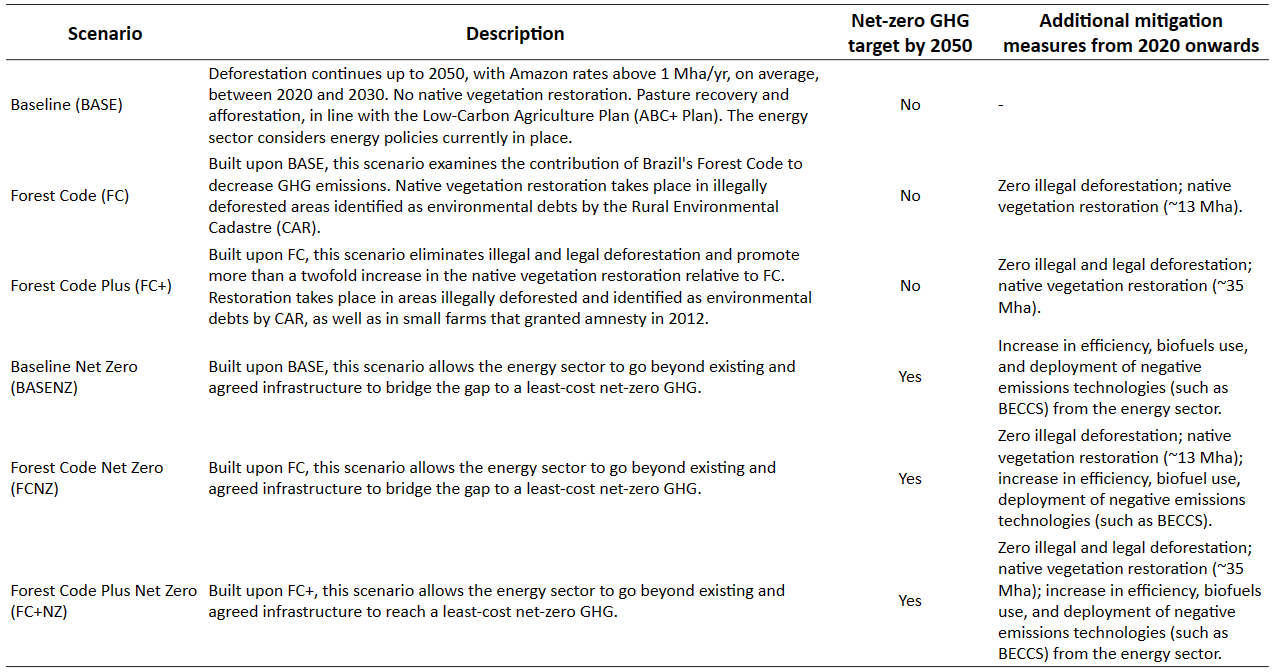 Scenario
Description
Net-zero GHG
target by 2050
Additional mitigation
measures from 2020 onwards
Baseline (BASE)
Deforestation continues up to 2050, with Amazon rates above 1 Mha/yr, on average,
between 2020 and 2030. No native vegetation restoration. Pasture recovery and
afforestation, in line with the Low-Carbon Agriculture Plan (ABC+ Plan). The energy
sector considers energy policies currently in place.
No
-
Forest Code (FC)
Built upon BASE, this scenario examines the contribution of Brazil's Forest Code to
decrease GHG emissions. Native vegetation restoration takes place in illegally
deforested areas identified as environmental debts by the Rural Environmental
Cadastre (CAR).
No
Zero illegal deforestation; native
vegetation restoration (~13 Mha).
Forest Code Plus (FC+)
Built upon FC, this scenario eliminates illegal and legal deforestation and promote
more than a twofold increase in the native vegetation restoration relative to FC.
Restoration takes place in areas illegally deforested and identified as environmental
debts by CAR, as well as in small farms that granted amnesty in 2012.
No
Zero illegal and legal deforestation;
native vegetation restoration (~35
Mha).
Baseline Net Zero
(BASENZ)
Built upon BASE, this scenario allows the energy sector to go beyond existing and
agreed infrastructure to bridge the gap to a least-cost net-zero GHG.
Yes
Increase in efficiency, biofuels use,
and deployment of negative
emissions technologies (such as
BECCS) from the energy sector.
Forest Code Net Zero
(FCNZ)
Built upon FC, this scenario allows the energy sector to go beyond existing and
agreed infrastructure to bridge the gap to a least-cost net-zero GHG.
Yes
Zero illegal deforestation; native
vegetation restoration (~13 Mha);
increase in efficiency, biofuel use,
deployment of negative emissions
technologies (such as BECCS).
Forest Code Plus Net Zero
(FC+NZ)
Built upon FC+, this scenario allows the energy sector to go beyond existing and
agreed infrastructure to reach a least-cost net-zero GHG.
Yes
Zero illegal and legal deforestation;
native vegetation restoration (~35
Mha); increase in efficiency, biofuels
use, and deployment of negative
emissions technologies (such as
BECCS) from the energy sector.